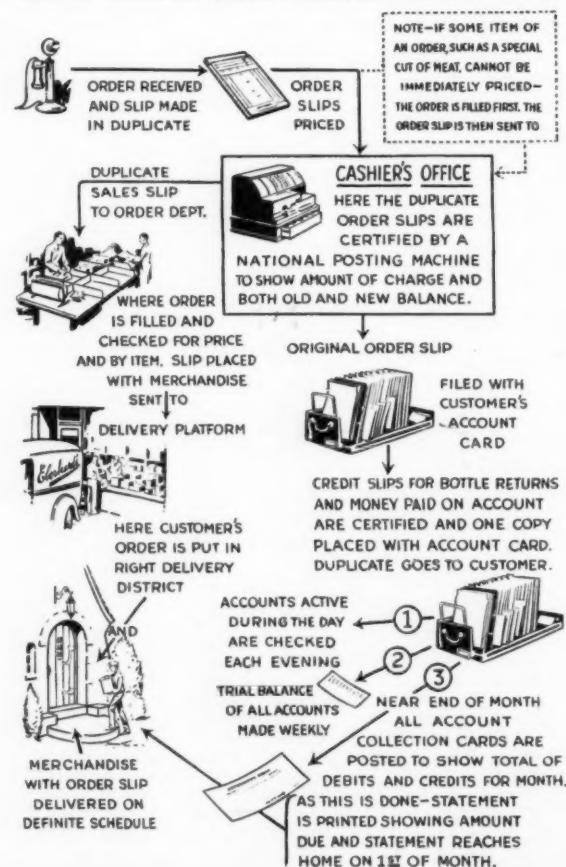 ORDER RECEIVED
AND SLIP MADE
IN DUPLICATE
ORDER
SLIPS
PRICED
NOTE—IF SOME ITEM OF
AN ORDER, SUCH AS A SPECIAL
CUT OF MEAT, CANNOT BE
IMMEDIATELY PRICED—
THE ORDER IS FILLED FIRST. THE
ORDER SLIP IS THEN SENT TO
CASHIER'S OFFICE
HERE THE DUPLICATE
ORDER SLIPS ARE
CERTIFIED BY A
NATIONAL POSTING MACHINE
TO SHOW AMOUNT OF CHARGE AND
BOTH OLD AND NEW BALANCE.
DUPLICATE
SALES SLIP
TO ORDER DEPT.
WHERE ORDER
IS FILLED AND
CHECKED FOR PRICE
AND BY ITEM. SLIP PLACED
WITH MERCHANDISE
SENT TO
DELIVERY PLATFORM
HERE CUSTOMER'S
ORDER IS PUT IN
RIGHT DELIVERY
DISTRICT
AND
MERCHANDISE
WITH ORDER SLIP
DELIVERED ON
DEFINITE SCHEDULE
ORIGINAL ORDER SLIP
FILED WITH
CUSTOMER'S
ACCOUNT
CARD
CREDIT SLIPS FOR BOTTLE RETURNS
AND MONEY PAID ON ACCOUNT
ARE CERTIFIED AND ONE COPY
PLACED WITH ACCOUNT CARD.
DUPLICATE GOES TO CUSTOMER.
1
ACCOUNTS ACTIVE
DURING THE DAY
ARE CHECKED
EACH EVENING
2
TRIAL BALANCE
OF ALL ACCOUNTS
MADE WEEKLY
3
NEAR END OF MONTH
ALL ACCOUNT
COLLECTION CARDS ARE
POSTED TO SHOW TOTAL OF
DEBITS AND CREDITS FOR MONTH.
AS THIS IS DONE—STATEMENT
IS PRINTED SHOWING AMOUNT
DUE AND STATEMENT REACHES
HOME ON 1ST OF MONTH.